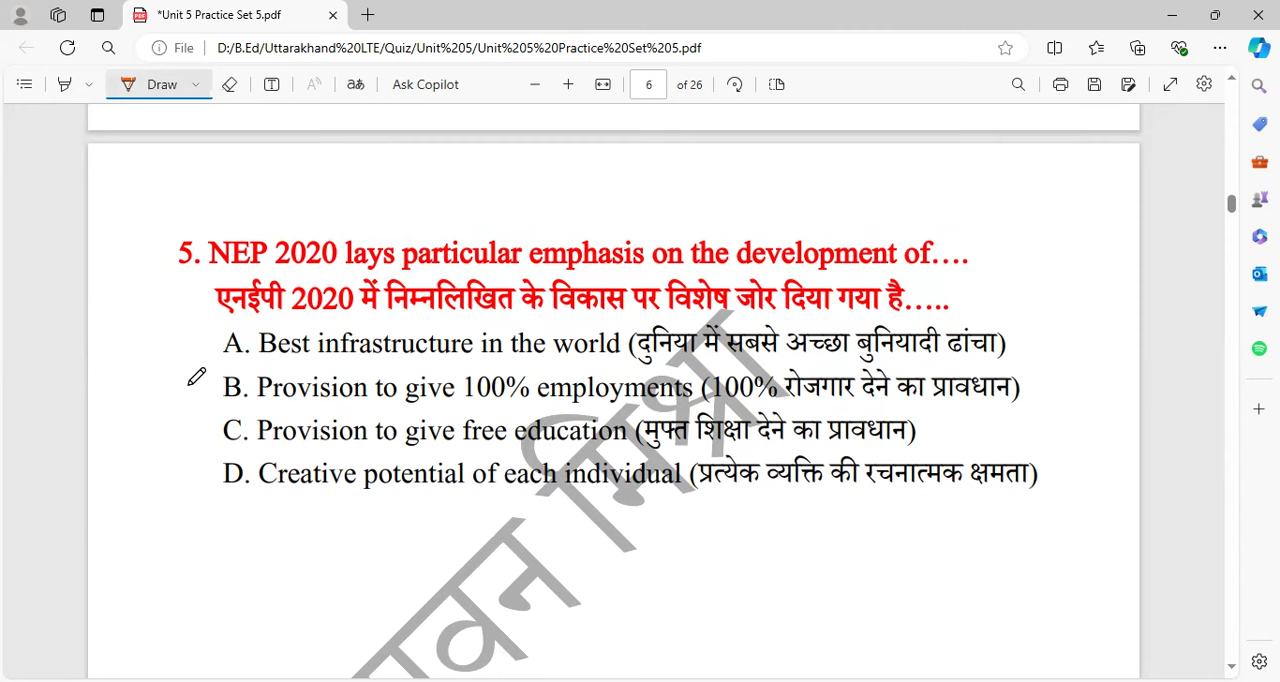 *Unit 5 Practice Set 5.pdf
File D:/B.Ed/Uttarakhand%20LTE/Quiz/Unit%205/Unit%205%20Practice%20Set%205.pdf
Draw Ask Copilot 6 of 26
5. NEP 2020 lays particular emphasis on the development of….
एनईपी 2020 में निम्नलिखित के विकास पर विशेष जोर दिया गया है…..
A. Best infrastructure in the world (दुनिया में सबसे अच्छा बुनियादी ढांचा)
B. Provision to give 100% employments (100% रोजगार देने का प्रावधान)
C. Provision to give free education (मुफ्त शिक्षा देने का प्रावधान)
D. Creative potential of each individual (प्रत्येक व्यक्ति की रचनात्मक क्षमता)
मिश्रा